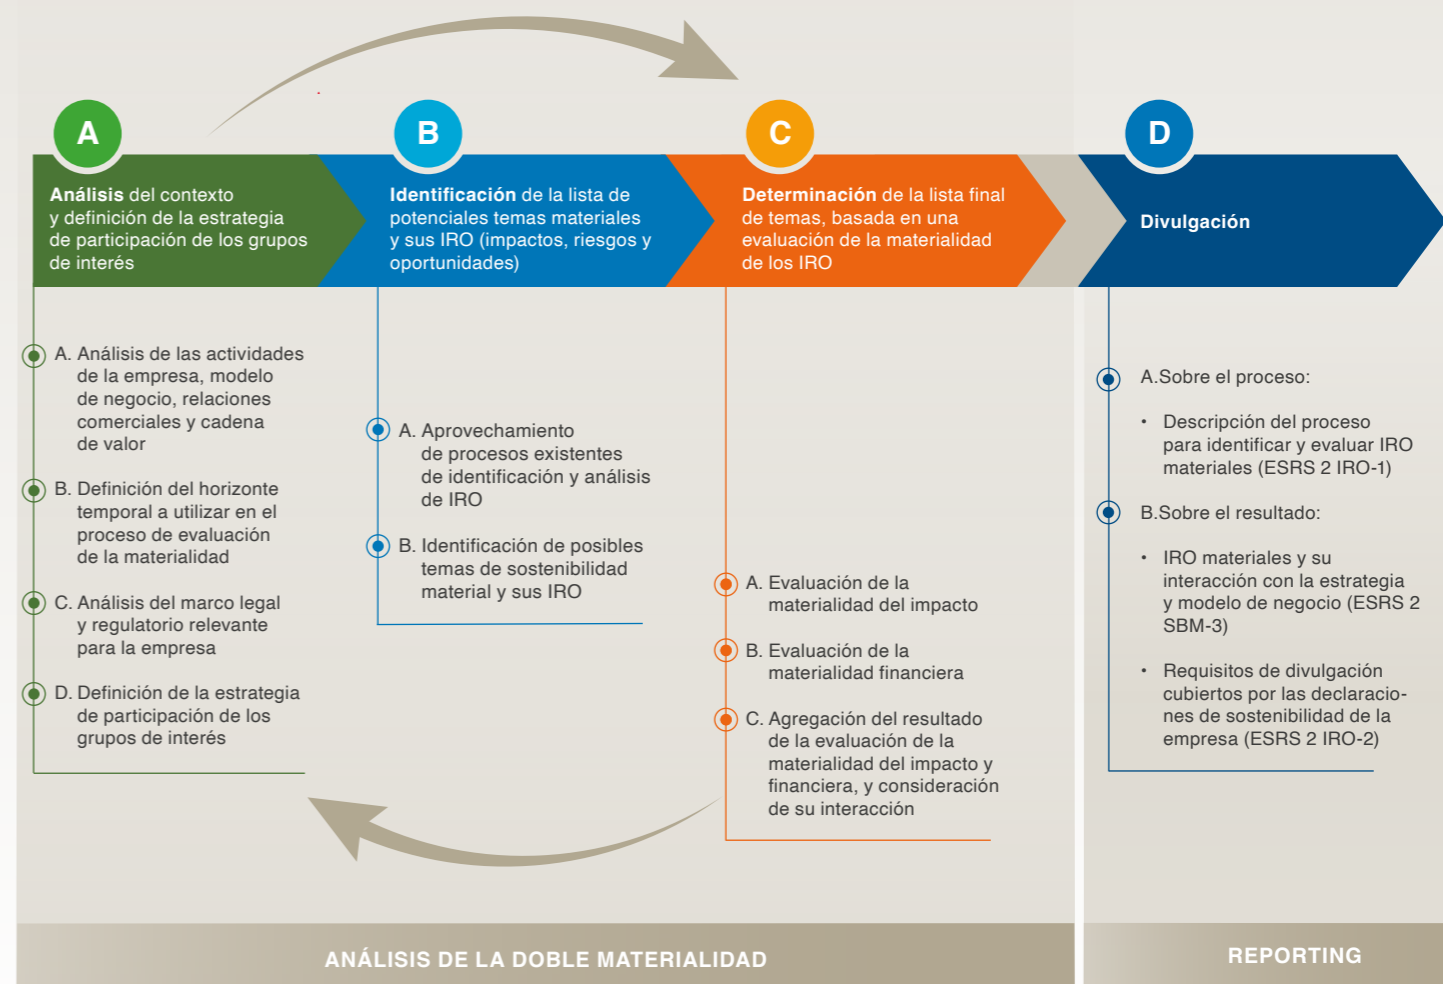 A
Análisis del contexto
y definición de la estrategia
de participación de los grupos
de interés
A. Análisis de las actividades
de la empresa, modelo
de negocio, relaciones
comerciales y cadena
de valor
B. Definición del horizonte
temporal a utilizar en el
proceso de evaluación
de la materialidad
C. Análisis del marco legal
y regulatorio relevante
para la empresa
D. Definición de la estrategia
de participación de los
grupos de interés
B
Identificación de la lista de
potenciales temas materiales
y sus IRO (impactos, riesgos y
oportunidades)
A. Aprovechamiento
de procesos existentes
de identificación y análisis
de IRO
B. Identificación de posibles
temas de sostenibilidad
material y sus IRO
C
Determinación de la lista final
de temas, basada en una
evaluación de la materialidad
de los IRO
A. Evaluación de la
materialidad del impacto
B. Evaluación de la
materialidad financiera
C. Agregación del resultado
de la evaluación de la
materialidad del impacto y
financiera, y consideración
de su interacción
D
Divulgación
A.Sobre el proceso:
• Descripción del proceso
para identificar y evaluar IRO
materiales (ESRS 2 IRO-1)
B.Sobre el resultado:
• IRO materiales y su
interacción con la estrategia
y modelo de negocio (ESRS 2
SBM-3)
• Requisitos de divulgación
cubiertos por las declaracio-
nes de sostenibilidad de la
empresa (ESRS 2 IRO-2)
ANÁLISIS DE LA DOBLE MATERIALIDAD
REPORTING